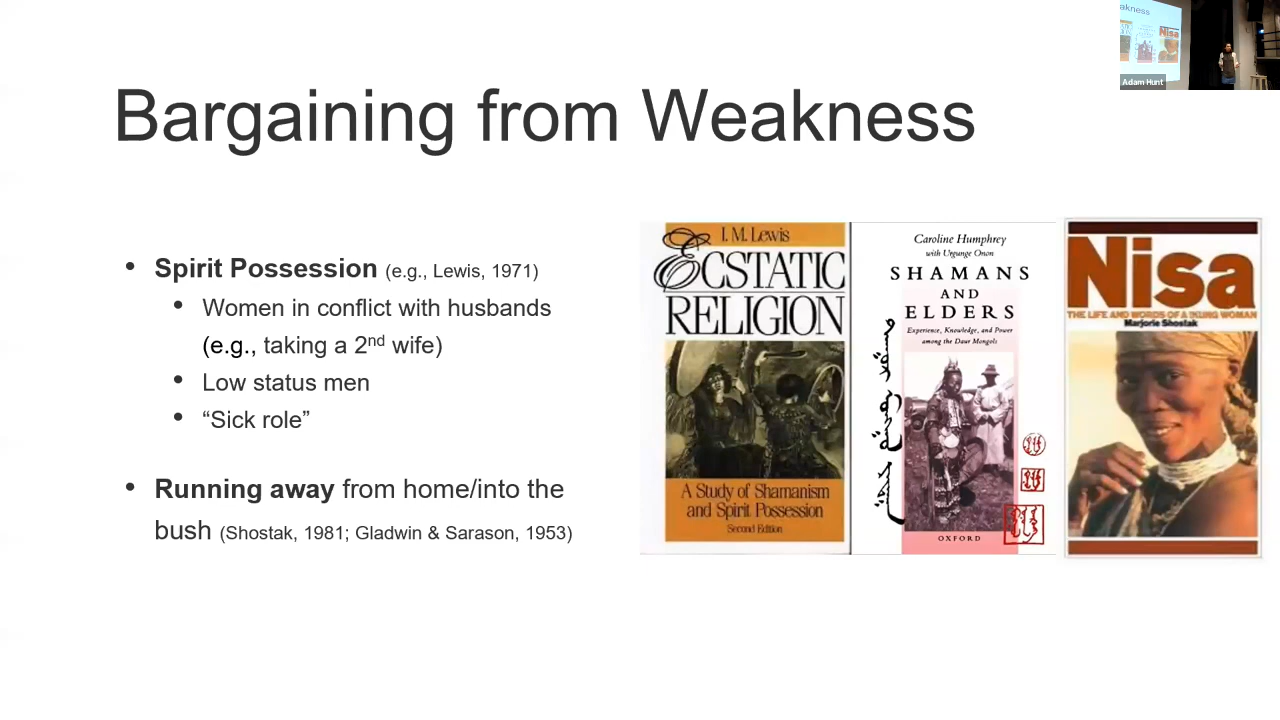 Bargaining from Weakness
akness
Nisa
Adam Hunt
• Spirit Possession (e.g., Lewis, 1971)
• Women in conflict with husbands
(e.g., taking a 2nd wife)
• Low status men
• “Sick role”
• Running away from home/into the
bush (Shostak, 1981; Gladwin & Sarason, 1953)
I. M. Lewis
ECSTATIC
RELIGION
A Study of Shamanism
and Spirit Possession
Second Edition
Caroline Humphrey
with Urgunge Onon
SHAMANS
AND
ELDERS
Experience, Knowledge, and Power
among the Daur Mongols
OXFORD
Nisa
THE LIFE AND WORDS OF A !KUNG WOMAN
Marjorie Shostak